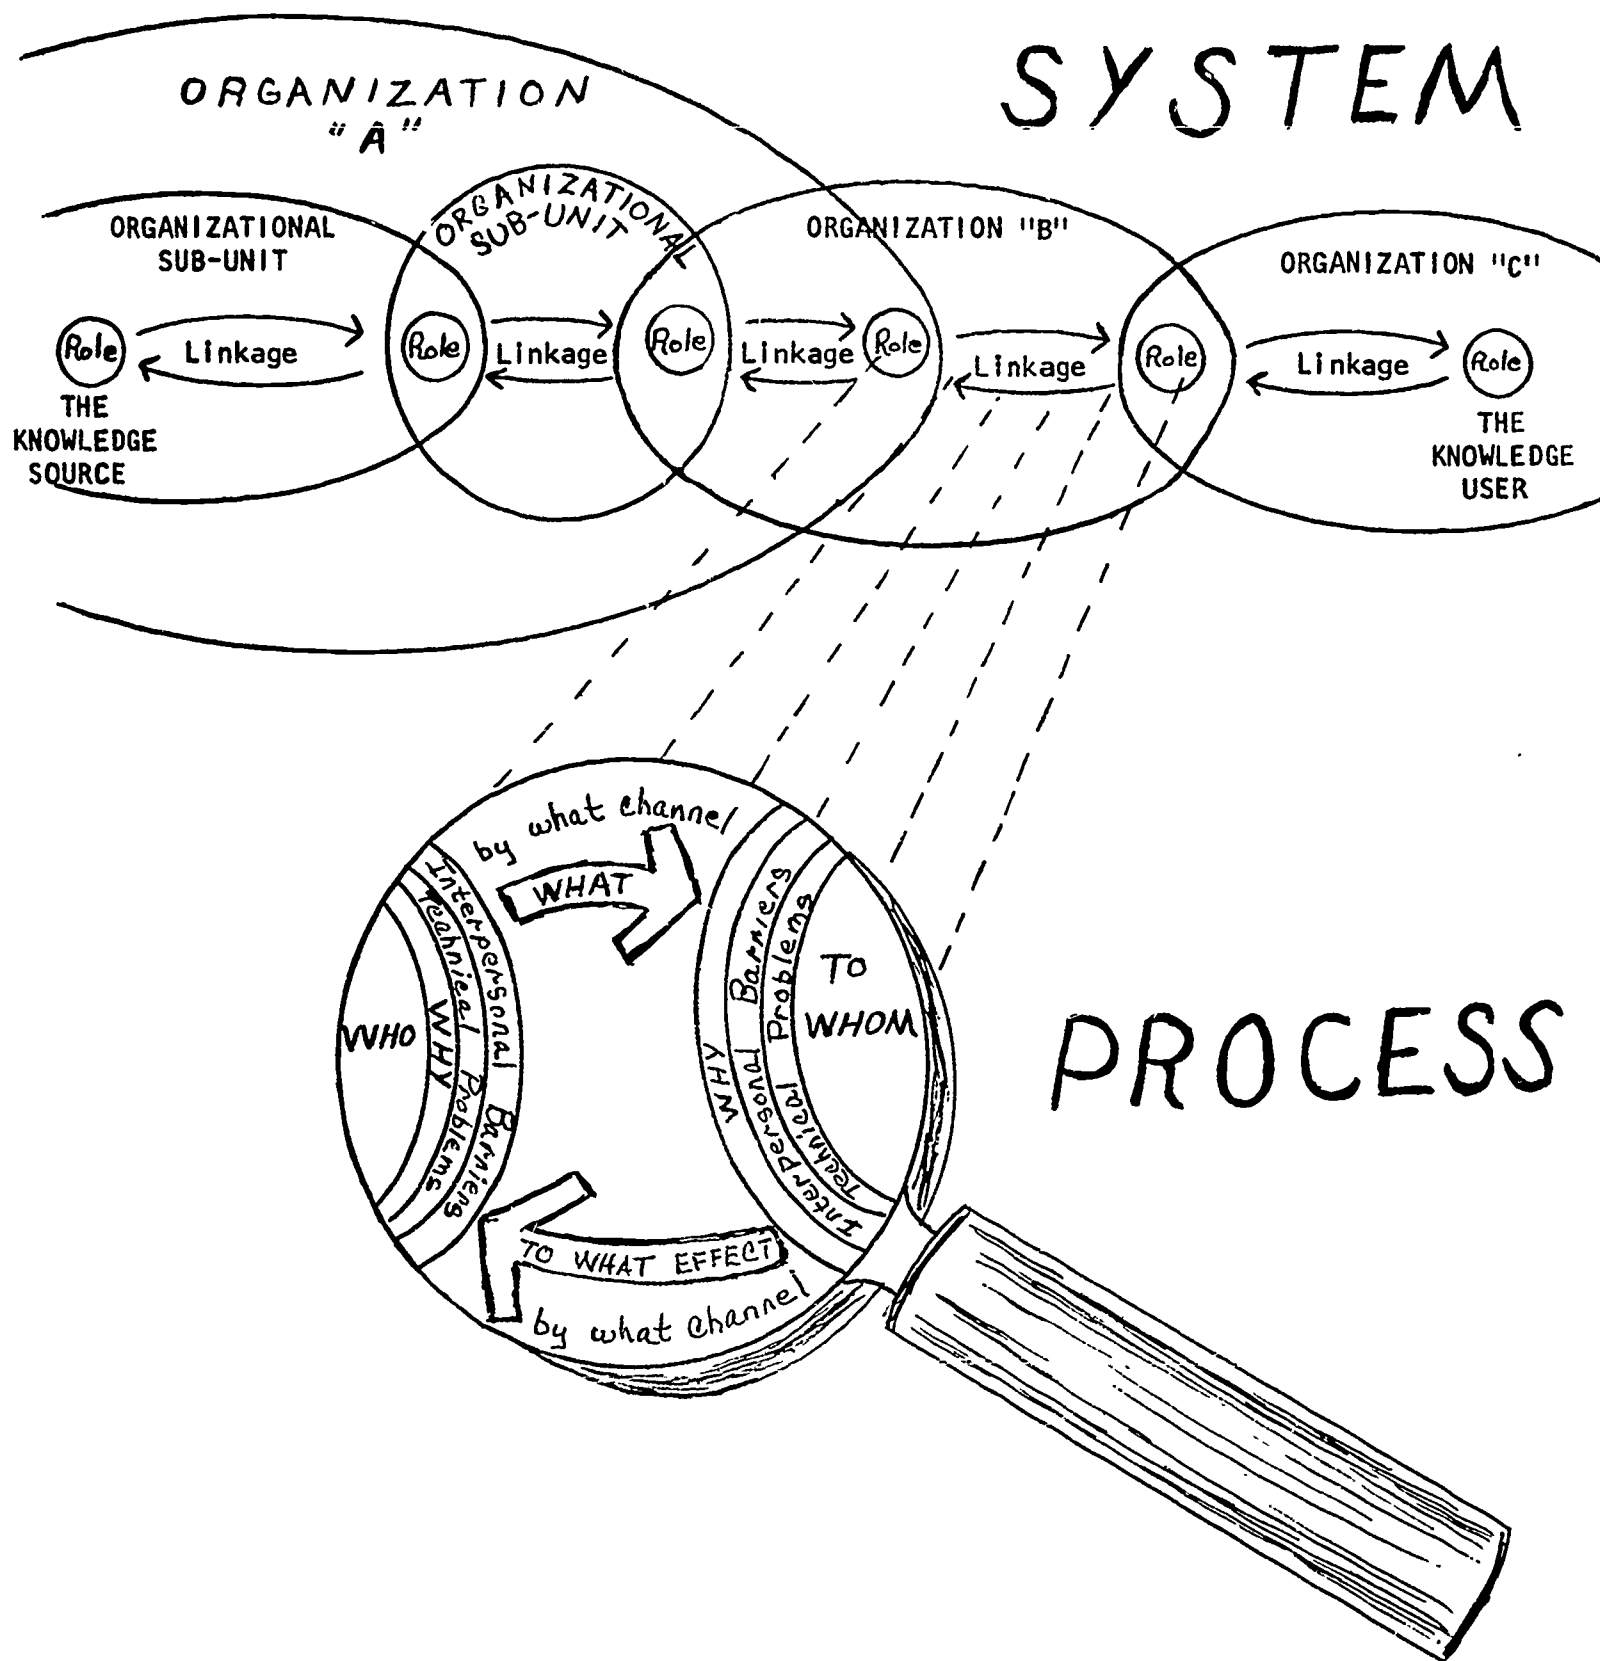 SYSTEM
ORGANIZATION
"A"
ORGANIZATIONAL
SUB-UNIT
ORGANIZATIONAL
SUB-UNIT
ORGANIZATION "B"
ORGANIZATION "C"
Role
Linkage
Role
Linkage
Role
Linkage
Role
Linkage
Role
Linkage
Role
THE
KNOWLEDGE
SOURCE
THE
KNOWLEDGE
USER
by what channel
WHAT
WHO
WHY
Technical Problems
Interpersonal Barriers
WHY
Interpersonal Barriers
Technical Problems
TO
WHOM
TO WHAT EFFECT
by what channel
PROCESS